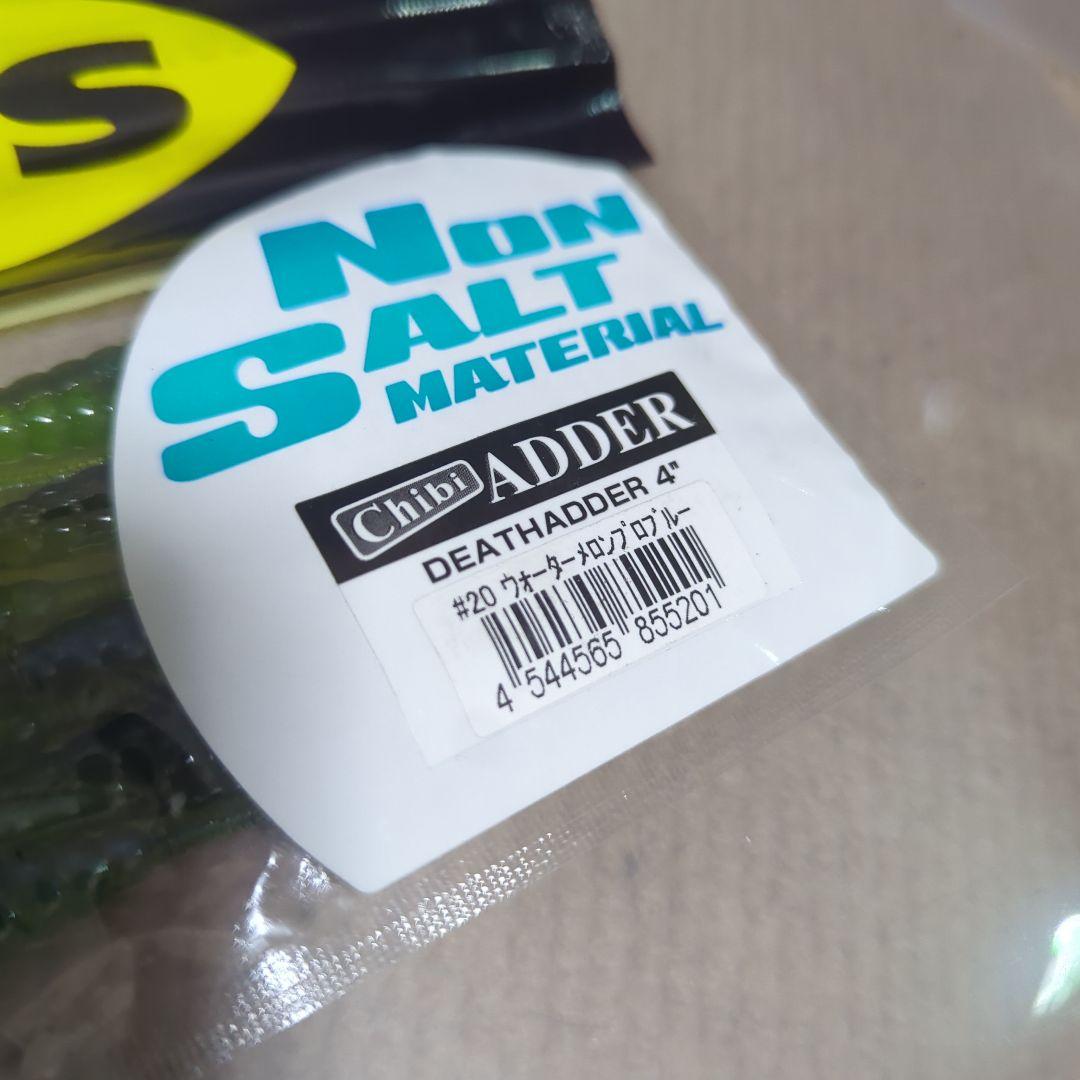 S
NON
SALT
MATERIAL
Chibi ADDER
DEATHADDER 4"
#20 ウォーターメロンプロブルー
4 544565 855201